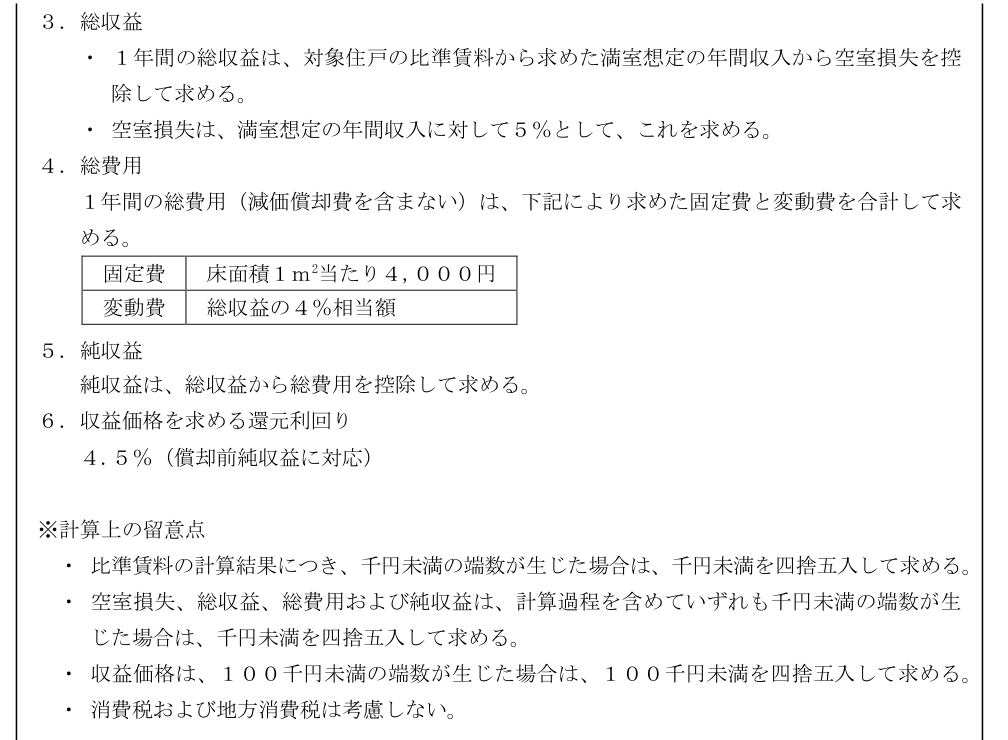 ３．総収益
・ １年間の総収益は、対象住戸の比準賃料から求めた満室想定の年間収入から空室損失を控
除して求める。
・ 空室損失は、満室想定の年間収入に対して５％として、これを求める。
４．総費用
１年間の総費用（減価償却費を含まない）は、下記により求めた固定費と変動費を合計して求
める。
固定費 床面積１㎡当たり４，０００円
変動費 総収益の４％相当額
５．純収益
純収益は、総収益から総費用を控除して求める。
６．収益価格を求める還元利回り
４．５％（償却前純収益に対応）
※計算上の留意点
・ 比準賃料の計算結果につき、千円未満の端数が生じた場合は、千円未満を四捨五入して求める。
・ 空室損失、総収益、総費用および純収益は、計算過程を含めていずれも千円未満の端数が生
じた場合は、千円未満を四捨五入して求める。
・ 収益価格は、１００千円未満の端数が生じた場合は、１００千円未満を四捨五入して求める。
・ 消費税および地方消費税は考慮しない。